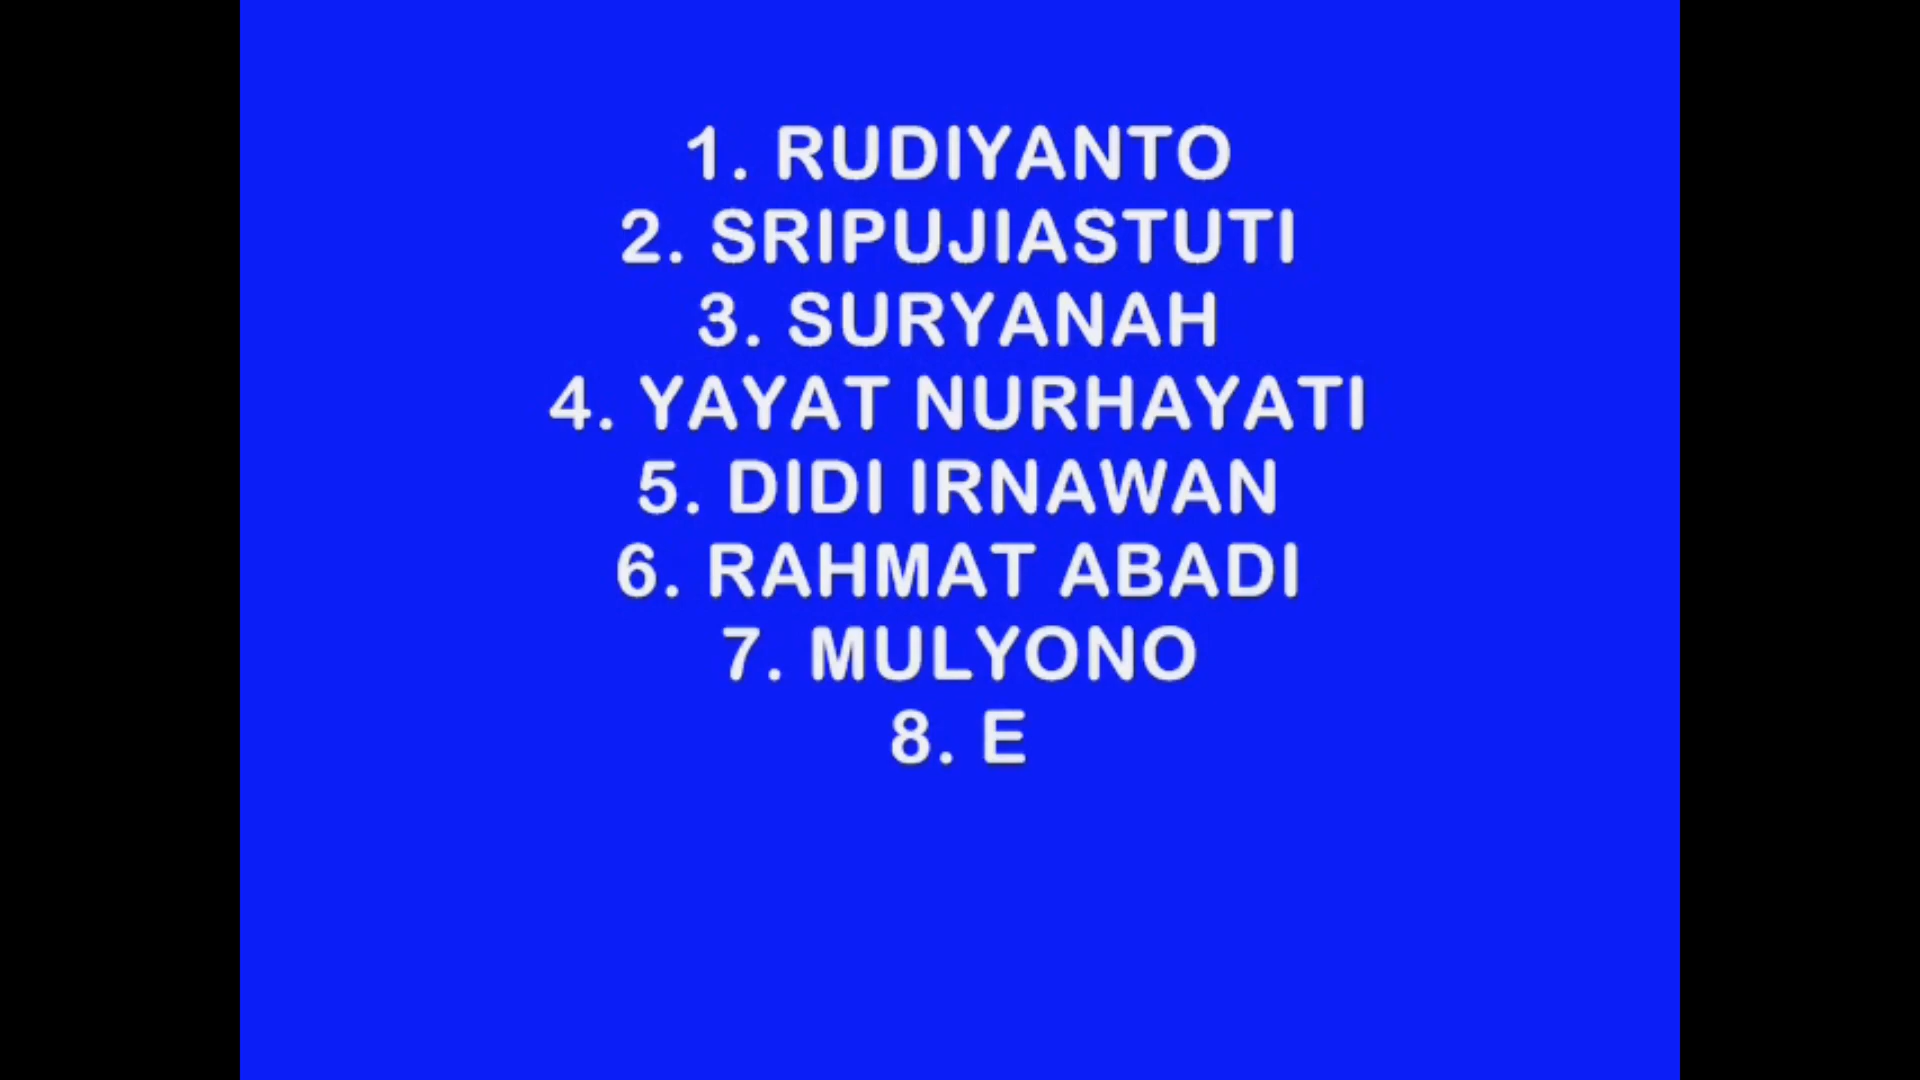 1. RUDIYANTO
2. SRIPUJIASTUTI
3. SURYANAH
4. YAYAT NURHAYATI
5. DIDI IRNAWAN
6. RAHMAT ABADI
7. MULYONO
8. E